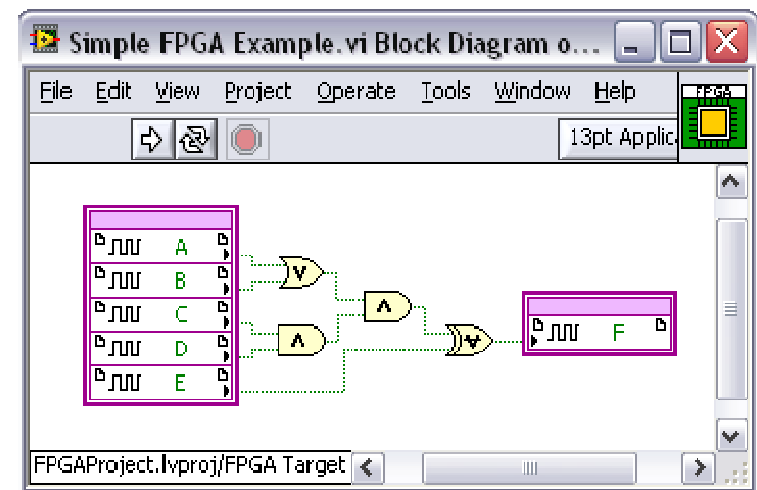 Simple FPGA Example.vi Block Diagram o...
File Edit View Project Operate Tools Window Help
FPGA
13pt Applic
A
B
C
D
E
V
Λ
Λ
V
F
FPGAProject.lvproj/FPGA Target